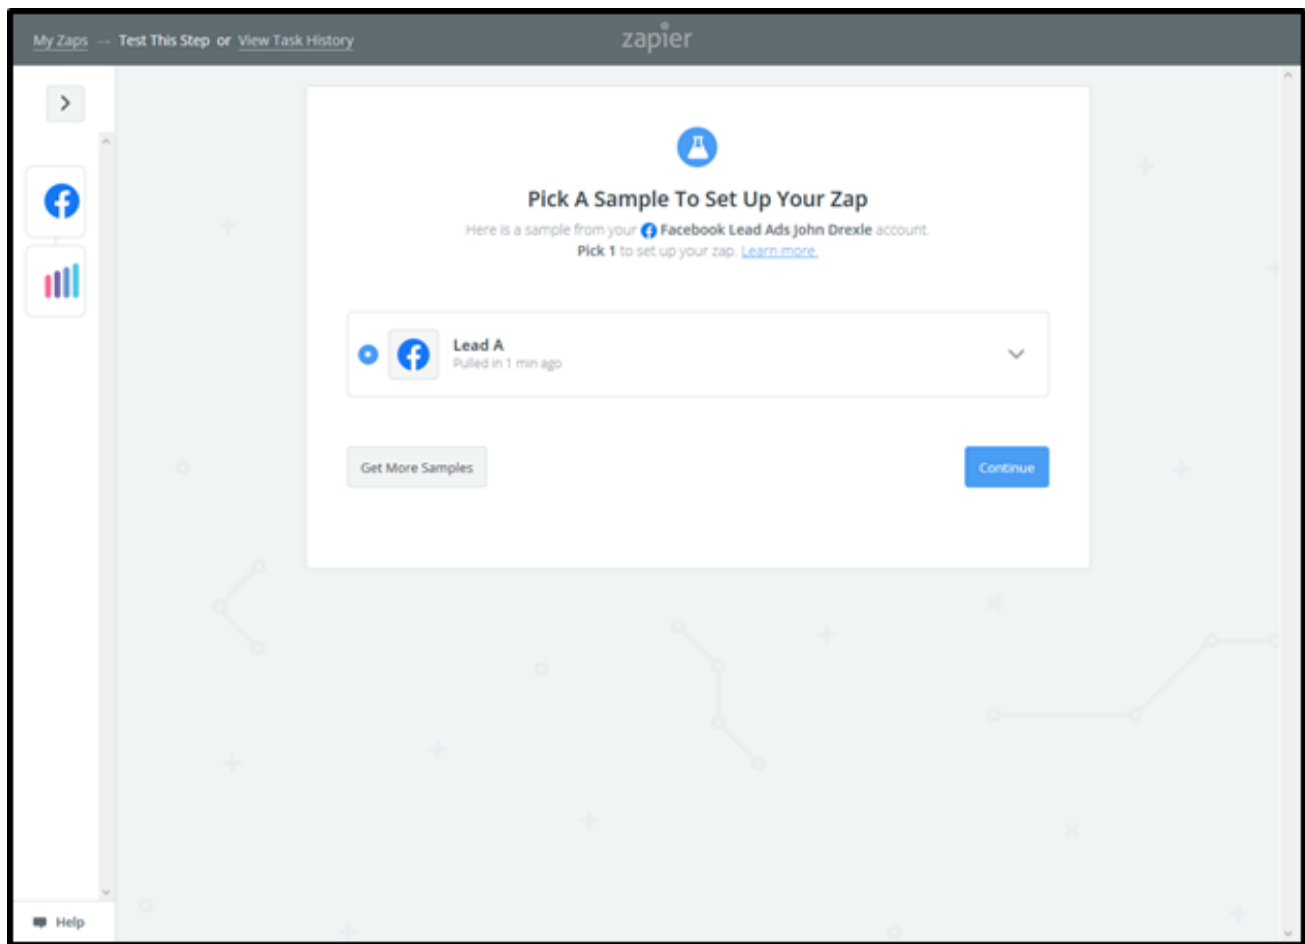 My Zaps → Test This Step or View Task History
zapier
Pick A Sample To Set Up Your Zap
Here is a sample from your Facebook Lead Ads John Drexle account.
Pick 1 to set up your zap. Learn more.
Lead A
Pulled in 1 min ago
Get More Samples
Continue
Help